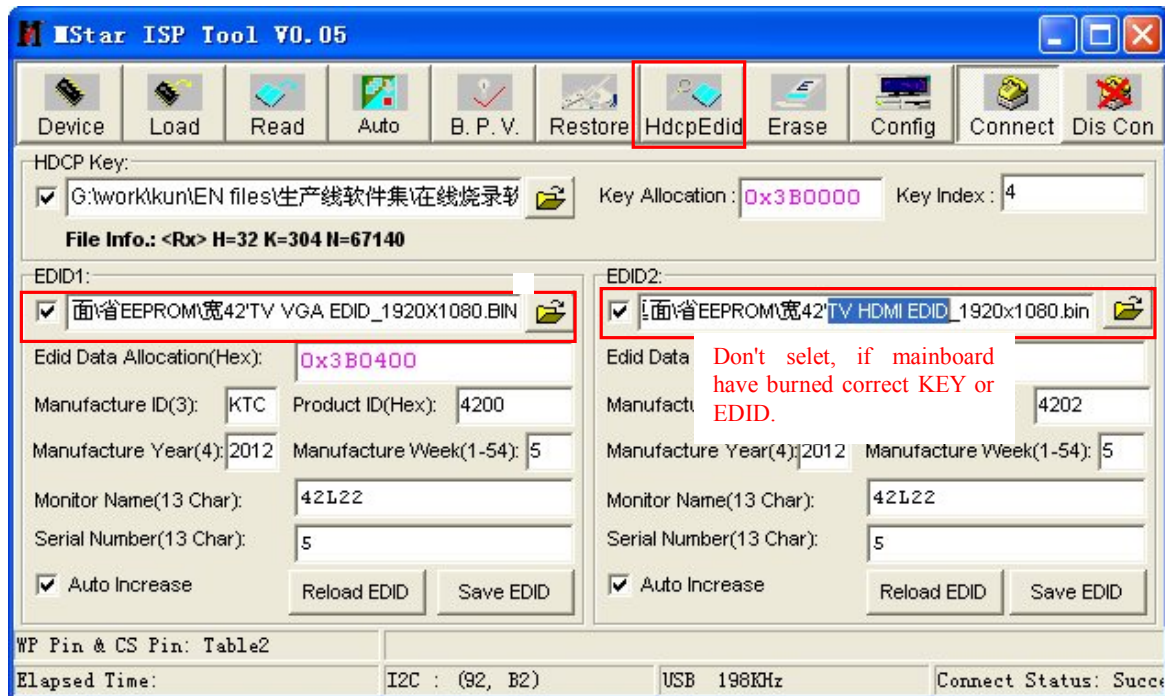 MStar ISP Tool V0.05
Device Load Read Auto B.P.V. Restore HdcpEdid Erase Config Connect Dis Con
HDCP Key:
G:\work\kun\EN files\生产线软件集\在线烧录软 Key Allocation : 0x3B0000 Key Index : 4
File Info.: <Rx> H=32 K=304 N=67140
EDID1:
面\省EEPROM\宽42'TV VGA EDID_1920X1080.BIN
Edid Data Allocation(Hex): 0x3B0400
Manufacture ID(3): KTC Product ID(Hex): 4200
Manufacture Year(4): 2012 Manufacture Week(1-54): 5
Monitor Name(13 Char): 42L22
Serial Number(13 Char): 5
Auto Increase Reload EDID Save EDID
EDID2:
面\省EEPROM\宽42'TV HDMI EDID_1920x1080.bin
Edid Data
Don't selet, if mainboard
have burned correct KEY or
EDID.
Manufactu 4202
Manufacture Year(4): 2012 Manufacture Week(1-54): 5
Monitor Name(13 Char): 42L22
Serial Number(13 Char): 5
Auto Increase Reload EDID Save EDID
WP Pin & CS Pin: Table2
Elapsed Time: I2C : (92, B2) USB 198KHz Connect Status: Succe